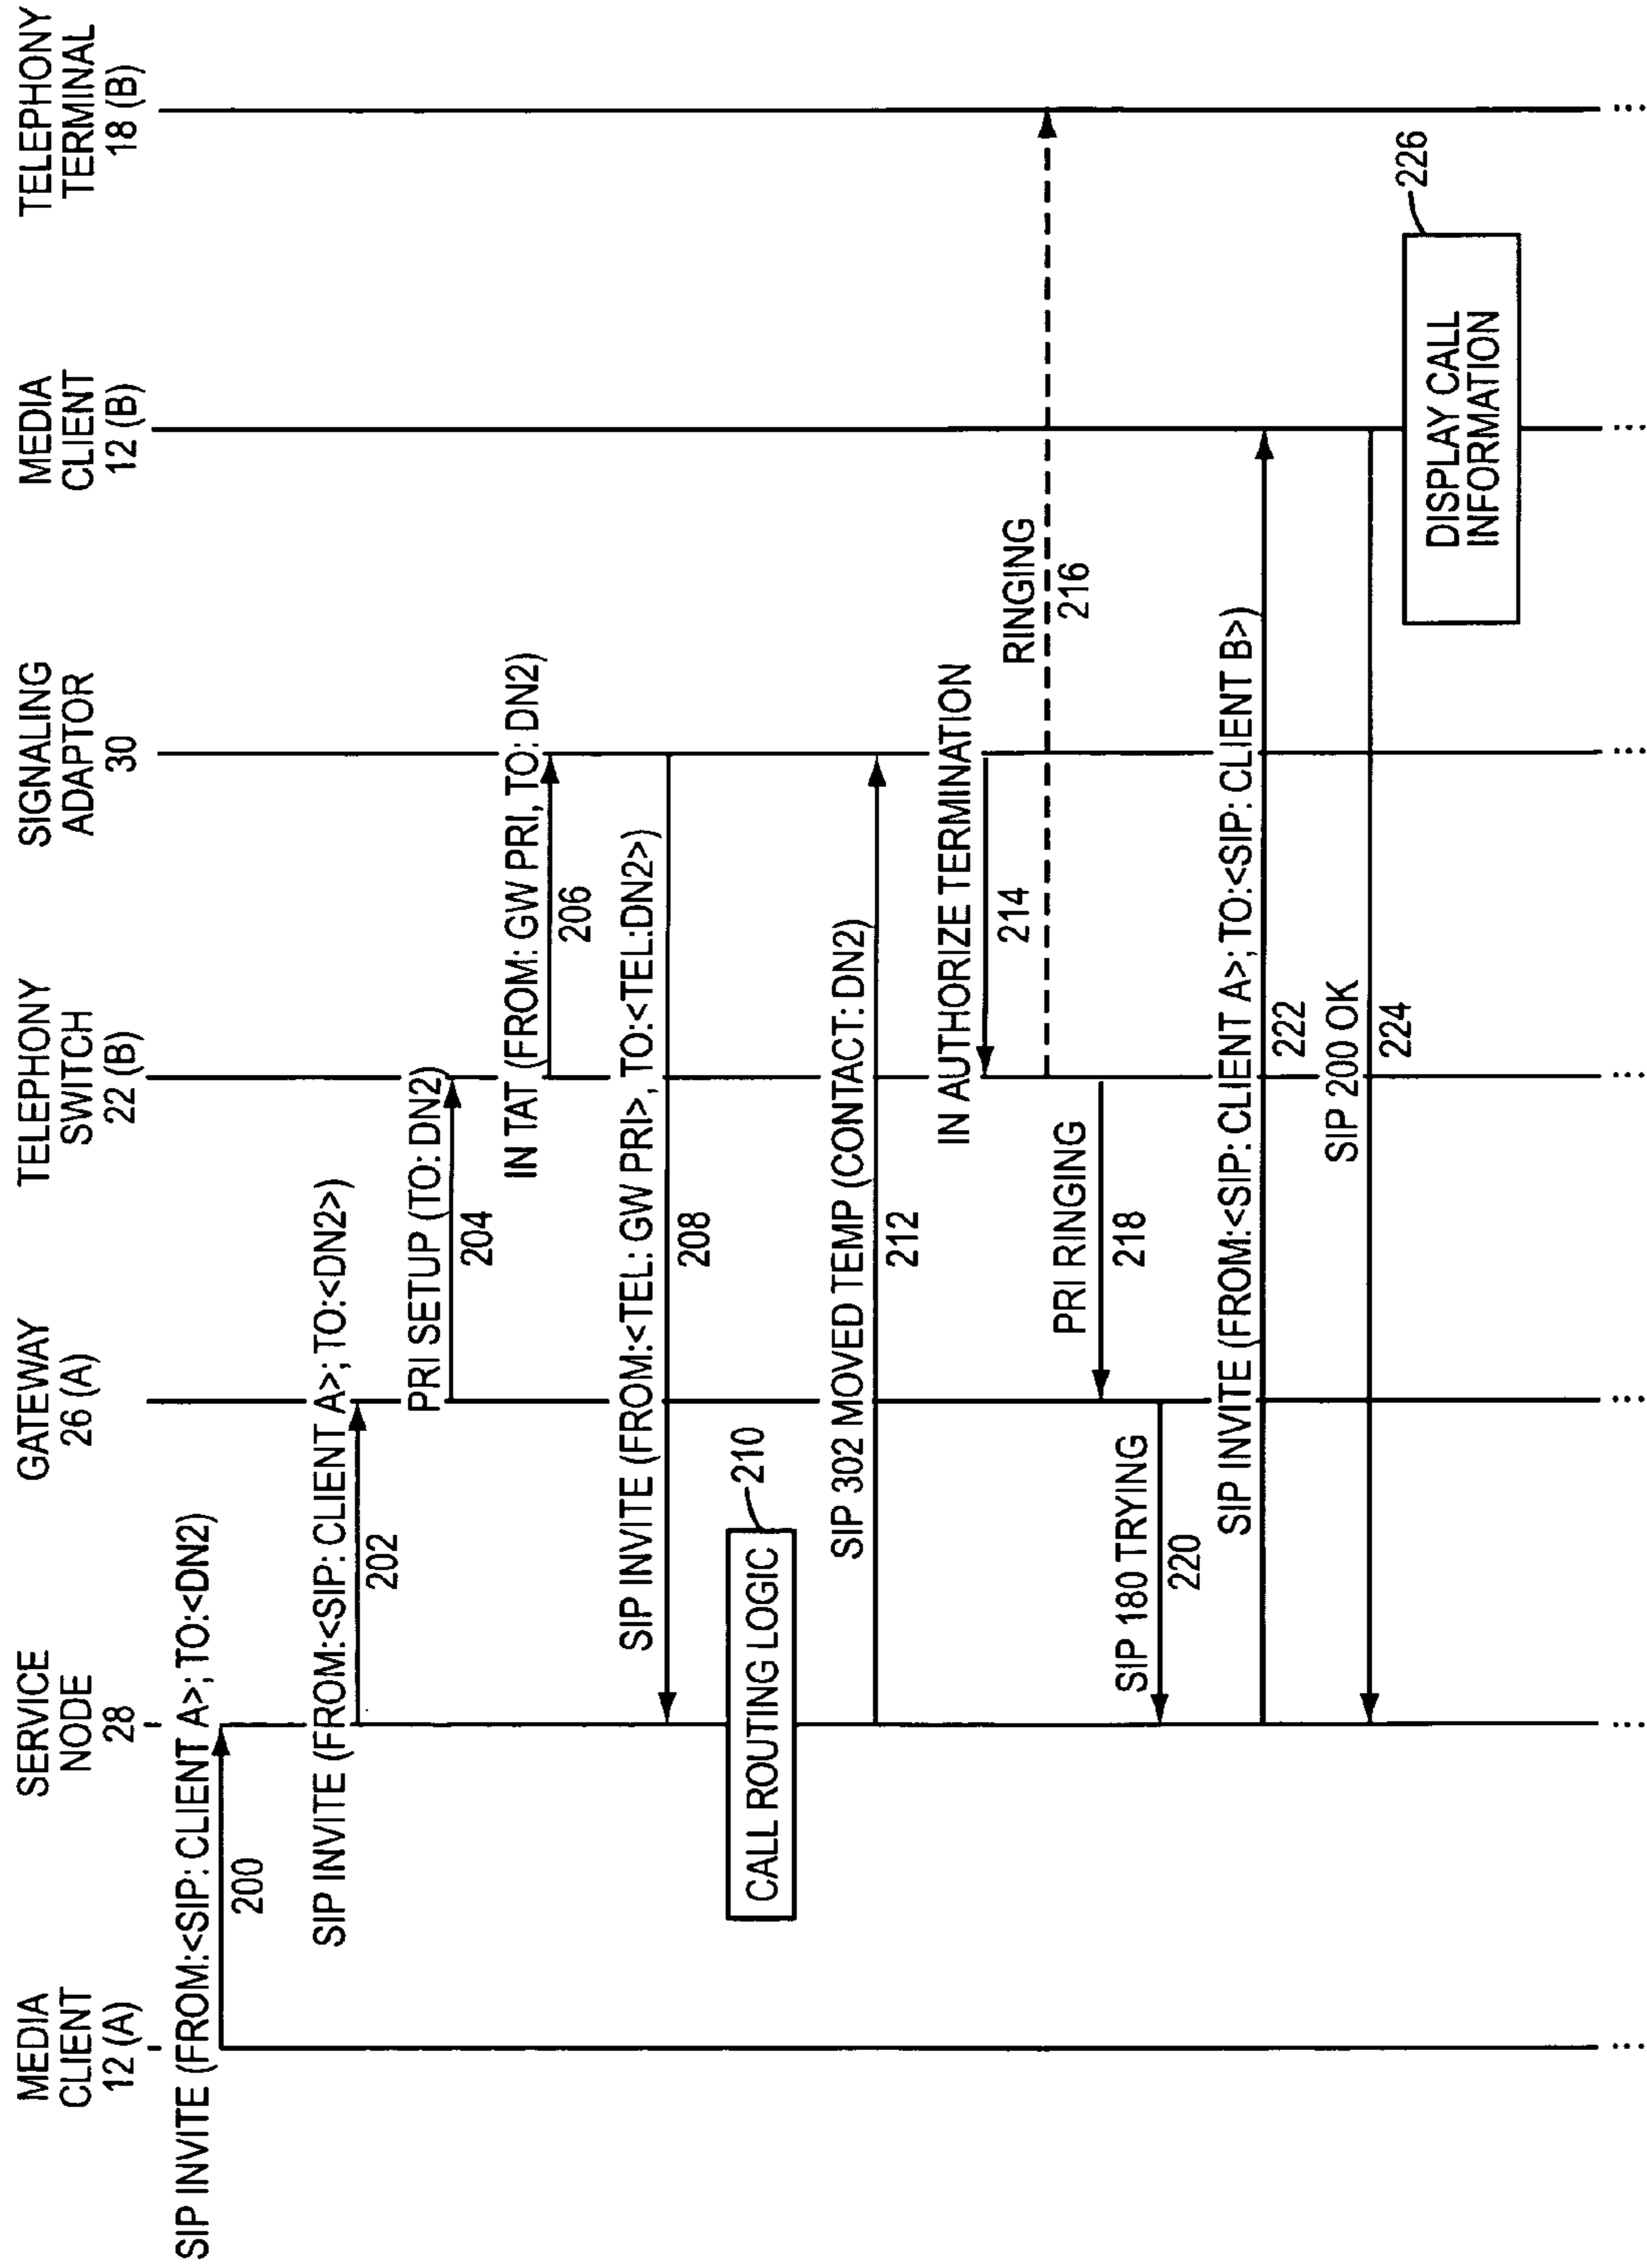 MEDIA
CLIENT
12 (A)
SERVICE
NODE
28
GATEWAY
26 (A)
TELEPHONY
SWITCH
22 (B)
SIGNALING
ADAPTOR
30
MEDIA
CLIENT
12 (B)
TELEPHONY
TERMINAL
18 (B)
SIP INVITE (FROM:<SIP: CLIENT A>; TO:<DN2)
200
SIP INVITE (FROM:<SIP: CLIENT A>; TO:<DN2>)
202
PRI SETUP (TO: DN2)
204
IN TAT (FROM: GW PRI, TO: DN2)
206
SIP INVITE (FROM:<TEL: GW PRI>, TO:<TEL:DN2>)
208
CALL ROUTING LOGIC
210
SIP 302 MOVED TEMP (CONTACT: DN2)
212
IN AUTHORIZE TERMINATION
214
RINGING
216
PRI RINGING
218
SIP 180 TRYING
220
SIP INVITE (FROM:<SIP: CLIENT A>; TO:<SIP: CLIENT B>)
222
SIP 200 OK
224
DISPLAY CALL
INFORMATION
226